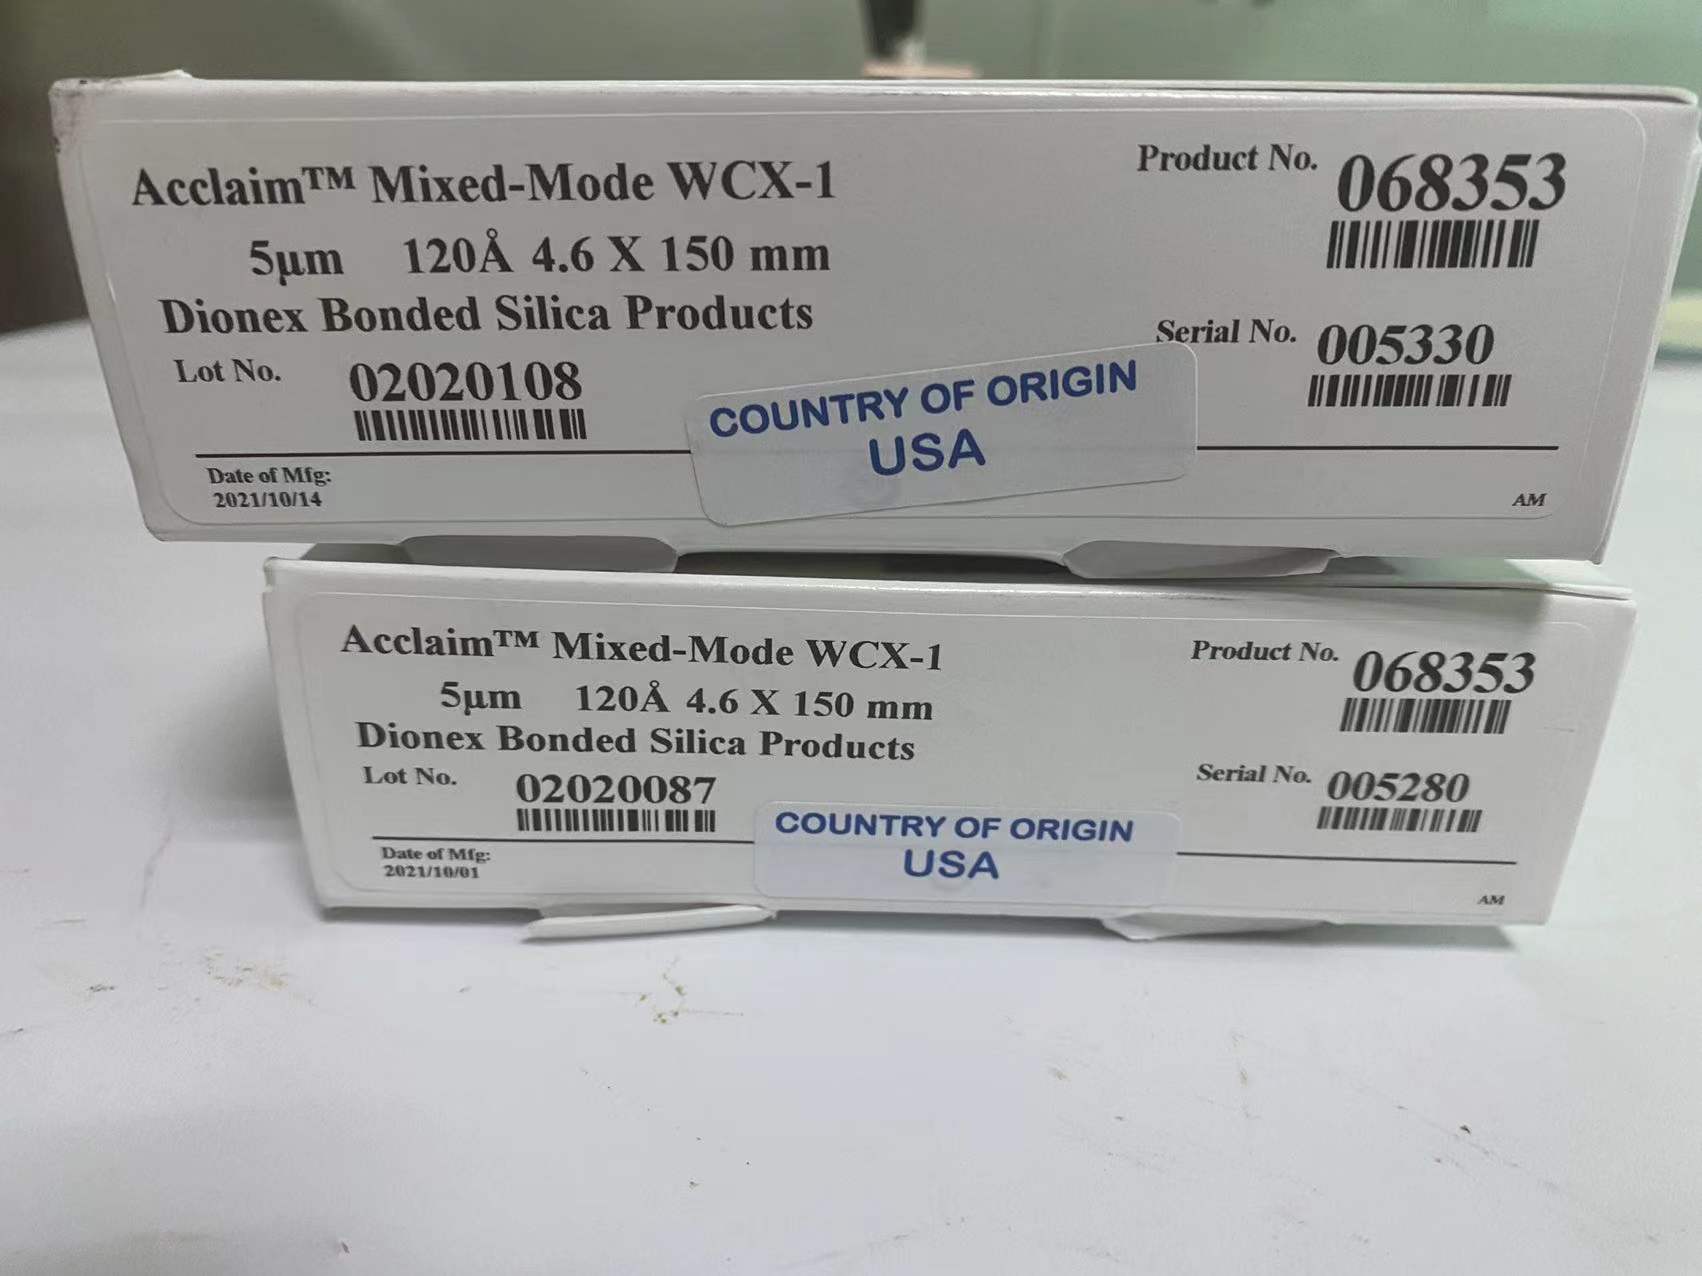 Acclaim™ Mixed-Mode WCX-1
5µm 120Å 4.6 X 150 mm
Dionex Bonded Silica Products
Lot No. 02020108
Product No. 068353
Serial No. 005330
COUNTRY OF ORIGIN
USA
Date of Mfg:
2021/10/14
AM
Acclaim™ Mixed-Mode WCX-1
5µm 120Å 4.6 X 150 mm
Dionex Bonded Silica Products
Lot No. 02020087
Product No. 068353
Serial No. 005280
COUNTRY OF ORIGIN
USA
Date of Mfg:
2021/10/01
AM